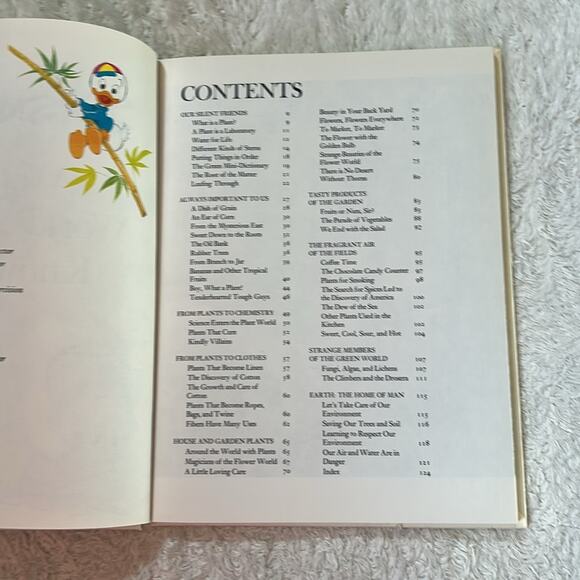 CONTENTS
OUR SILENT FRIENDS 9
What is a Plant? 9
A Plant is a Laboratory 11
Water for Life 12
Different Kinds of Stems 14
Putting Things in Order 18
The Green Mini-Dictionary 19
The Root of the Matter 21
Leafing Through 22
ALWAYS IMPORTANT TO US 27
A Dish of Grain 28
An Ear of Corn 30
From the Mysterious East 30
Sweet Down to the Roots 32
The Oil Bank 36
Rubber Trees 38
From Branch to Jar 39
Bananas and Other Tropical
Fruits 40
Boy, What a Plant! 44
Tenderhearted Tough Guys 46
FROM PLANTS TO CHEMISTRY 49
Science Enters the Plant World 50
Plants That Cure 52
Kindly Villains 54
FROM PLANTS TO CLOTHES 57
Plants That Become Linen 57
The Discovery of Cotton 58
The Growth and Care of
Cotton 60
Plants That Become Ropes,
Bags, and Twine 60
Fibers Have Many Uses 62
HOUSE AND GARDEN PLANTS 65
Around the World with Plants 65
Magicians of the Flower World 67
A Little Loving Care 70
Beauty in Your Back Yard 70
Flowers, Flowers Everywhere 72
To Market, To Market 73
The Flower with the
Golden Bulb 74
Strange Beauties of the
Flower World 75
There is No Desert
Without Thorns 80
TASTY PRODUCTS
OF THE GARDEN 83
Fruits or Nuts, Sir? 83
The Parade of Vegetables 88
We End with the Salad
THE FRAGRANT AIR
OF THE FIELDS 95
Coffee Time 95
The Chocolate Candy Counter 97
Plants for Smoking 98
The Search for Spices Led to
the Discovery of America 100
The Dew of the Sea 102
Other Plants Used in the
Kitchen 102
Sweet, Cool, Sour, and Hot 104
STRANGE MEMBERS
OF THE GREEN WORLD 107
Fungi, Algae, and Lichens 107
The Climbers and the Drosera 111
EARTH: THE HOME OF MAN 115
Let's Take Care of Our
Environment 115
Saving Our Trees and Soil 116
Learning to Respect Our
Environment 118
Our Air and Water Are in
Danger 121
Index 124